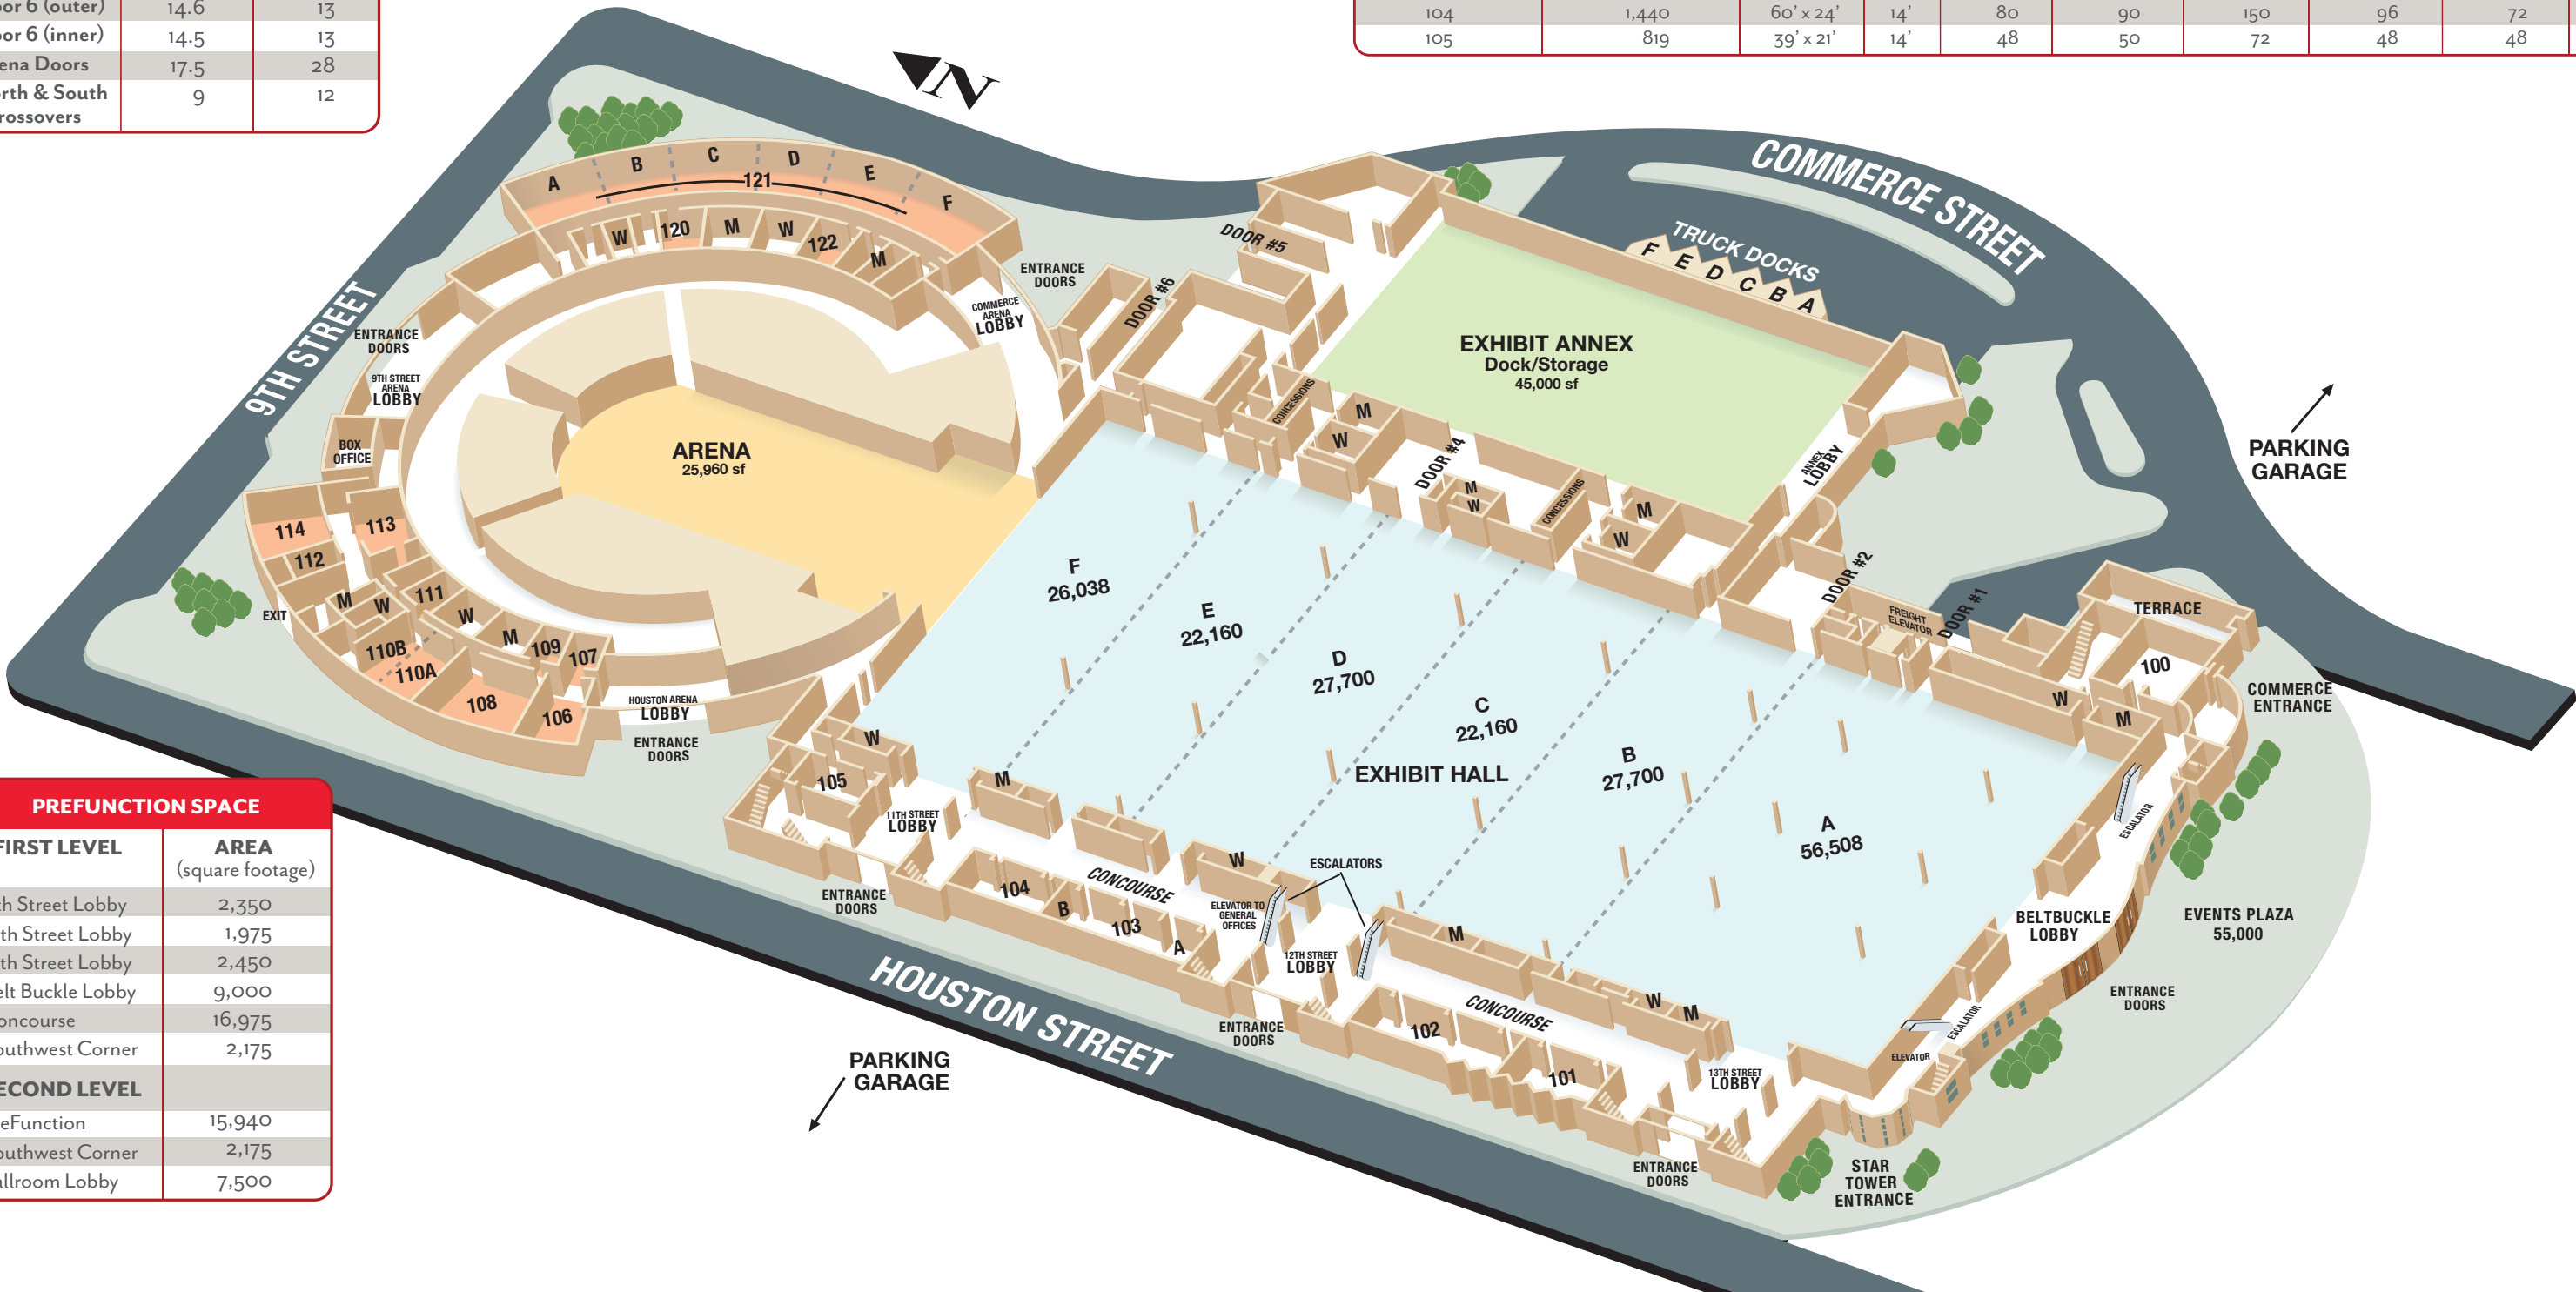 oor 6 (outer) 14.6 13
oor 6 (inner) 14.5 13
ena Doors 17.5 28
rth & South 9 12
rossovers
104 1,440 60’ x 24’ 14’ 80 90 150 96 72
105 819 39’ x 21’ 14’ 48 50 72 48 48
N
COMMERCE STREET
9TH STREET
HOUSTON STREET
A B C D E F
121
W 120 M W 122 M
ENTRANCE
DOORS
COMMERCE
ARENA
LOBBY
DOOR #5
DOOR #6
TRUCK DOCKS
F E D C B A
EXHIBIT ANNEX
Dock/Storage
45,000 sf
ENTRANCE
DOORS
9TH STREET
ARENA
LOBBY
BOX
OFFICE
ARENA
25,960 sf
CONCESSIONS
M
W
DOOR #4
M
W
CONCESSIONS
M
W
ANNEX
LOBBY
PARKING
GARAGE
114
113
112
EXIT
M W 111
W
M
109
107
110B
110A
108
106
HOUSTON ARENA
LOBBY
ENTRANCE
DOORS
F
26,038
E
22,160
D
27,700
C
22,160
EXHIBIT HALL
B
27,700
A
56,508
DOOR #2
FREIGHT
ELEVATOR
DOOR #1
TERRACE
100
W
M
COMMERCE
ENTRANCE
ESCALATOR
W
105
M
11TH STREET
LOBBY
ENTRANCE
DOORS
104
B
103
A
CONCOURSE
W
ELEVATOR TO
GENERAL
OFFICES
ESCALATORS
12TH STREET
LOBBY
ENTRANCE
DOORS
M
CONCOURSE
102
101
W
M
13TH STREET
LOBBY
ENTRANCE
DOORS
BELTBUCKLE
LOBBY
EVENTS PLAZA
55,000
ENTRANCE
DOORS
ESCALATOR
ELEVATOR
STAR
TOWER
ENTRANCE
PARKING
GARAGE
PREFUNCTION SPACE
FIRST LEVEL AREA
(square footage)
th Street Lobby 2,350
th Street Lobby 1,975
th Street Lobby 2,450
elt Buckle Lobby 9,000
oncourse 16,975
outhwest Corner 2,175
ECOND LEVEL
eFunction 15,940
outhwest Corner 2,175
allroom Lobby 7,500